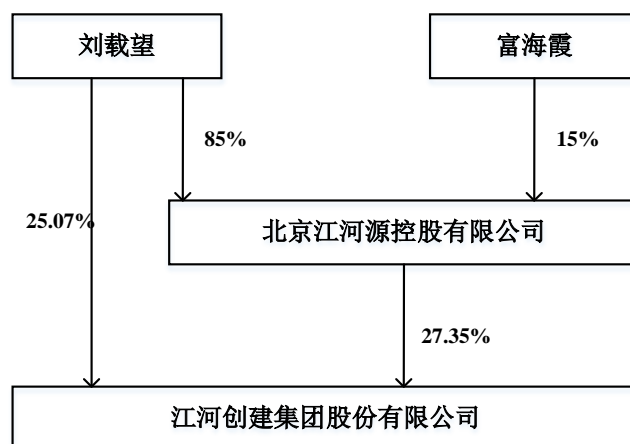 刘载望
富海霞
85%
15%
25.07%
北京江河源控股有限公司
27.35%
江河创建集团股份有限公司